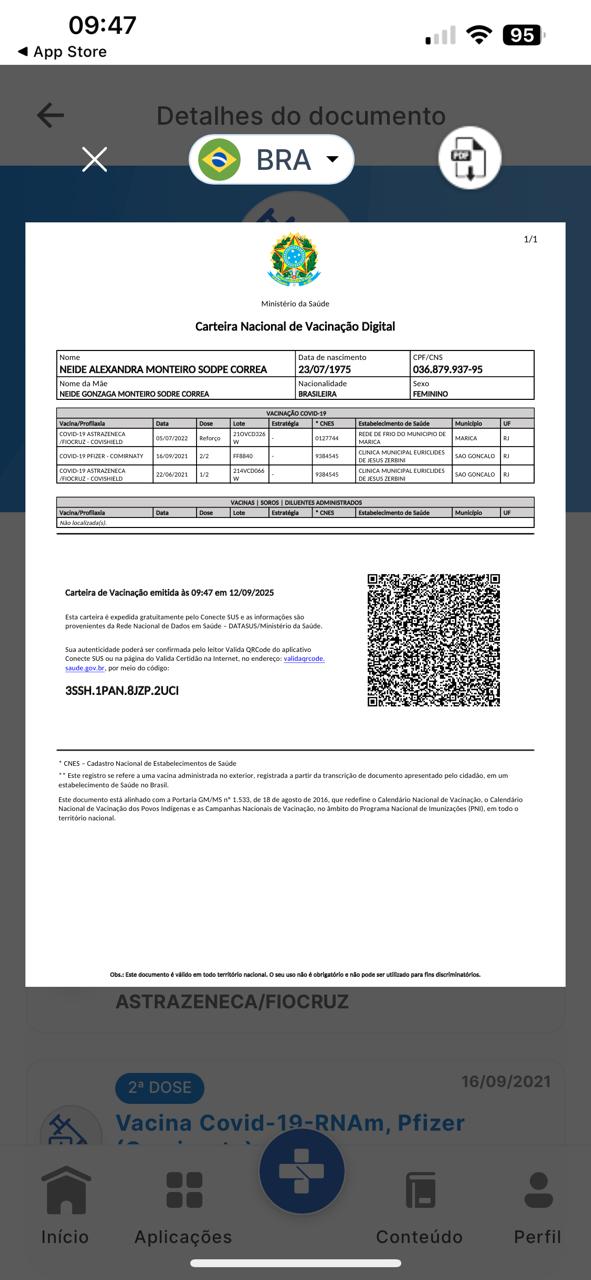 09:47
95
◀ App Store
Detalhes do documento
BRA
PDF
1/1
Ministério da Saúde
Carteira Nacional de Vacinação Digital
Nome Data de nascimento CPF/CNS
NEIDE ALEXANDRA MONTEIRO SODPE CORREA 23/07/1975 036.879.937-95
Nome da Mãe Nacionalidade Sexo
NEIDE GONZAGA MONTEIRO SODRE CORREA BRASILEIRA FEMININO
VACINAÇÃO COVID-19
Vacina/Profilaxia Data Dose Lote Estratégia * CNES Estabelecimento de Saúde Município UF
COVID-19 ASTRAZENECA /FIOCRUZ - COVISHIELD 05/07/2022 Reforço 21OVCD326 W - 0127744 REDE DE FRIO DO MUNICIPIO DE MARICA MARICA RJ
COVID-19 PFIZER - COMIRNATY 16/09/2021 2/2 FF8840 - 9384545 CLINICA MUNICIPAL EURICLIDES DE JESUS ZERBINI SAO GONCALO RJ
COVID-19 ASTRAZENECA /FIOCRUZ - COVISHIELD 22/06/2021 1/2 214VCD066 W - 9384545 CLINICA MUNICIPAL EURICLIDES DE JESUS ZERBINI SAO GONCALO RJ
VACINAS | SOROS | DILUENTES ADMINISTRADOS
Vacina/Profilaxia Data Dose Lote Estratégia * CNES Estabelecimento de Saúde Município UF
Não localizada(s).
Carteira de Vacinação emitida às 09:47 em 12/09/2025
Esta carteira é expedida gratuitamente pelo Conecte SUS e as informações são
provenientes da Rede Nacional de Dados em Saúde – DATASUS/Ministério da Saúde.
Sua autenticidade poderá ser confirmada pelo leitor Valida QRCode do aplicativo
Conecte SUS ou na página do Valida Certidão na Internet, no endereço: validaqrcode.
saude.gov.br, por meio do código:
3SSH.1PAN.8JZP.2UCI
* CNES – Cadastro Nacional de Estabelecimentos de Saúde
** Este registro se refere a uma vacina administrada no exterior, registrada a partir da transcrição de documento apresentado pelo cidadão, em um
estabelecimento de Saúde no Brasil.
Este documento está alinhado com a Portaria GM/MS nº 1.533, de 18 de agosto de 2016, que redefine o Calendário Nacional de Vacinação, o Calendário
Nacional de Vacinação dos Povos Indígenas e as Campanhas Nacionais de Vacinação, no âmbito do Programa Nacional de Imunizações (PNI), em todo o
território nacional.
Obs.: Este documento é válido em todo território nacional. O seu uso não é obrigatório e não pode ser utilizado para fins discriminatórios.
ASTRAZENECA/FIOCRUZ
2ª DOSE
16/09/2021
Vacina Covid-19-RNAm, Pfizer
Início
Aplicações
Conteúdo
Perfil